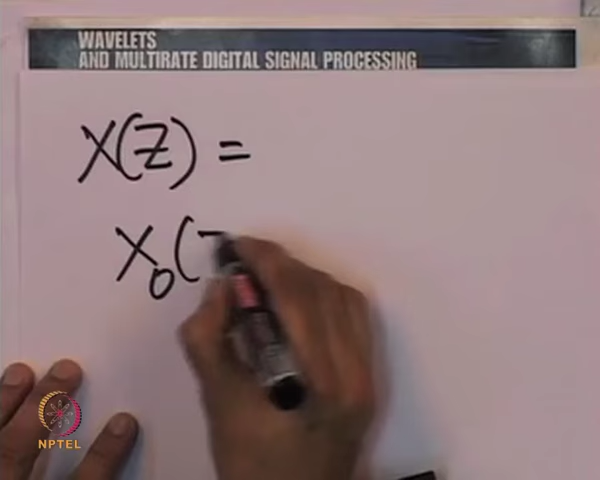 WAVELETS
AND MULTIRATE DIGITAL SIGNAL PROCESSING
X(Z) =
X₀(
NPTEL